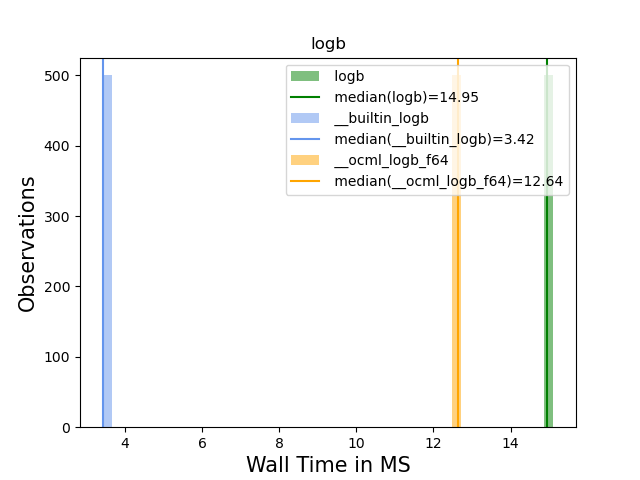 logb
500
400
300
200
100
0
Observations
logb
median(logb)=14.95
__builtin_logb
median(__builtin_logb)=3.42
__ocml_logb_f64
median(__ocml_logb_f64)=12.64
4 6 8 10 12 14
Wall Time in MS